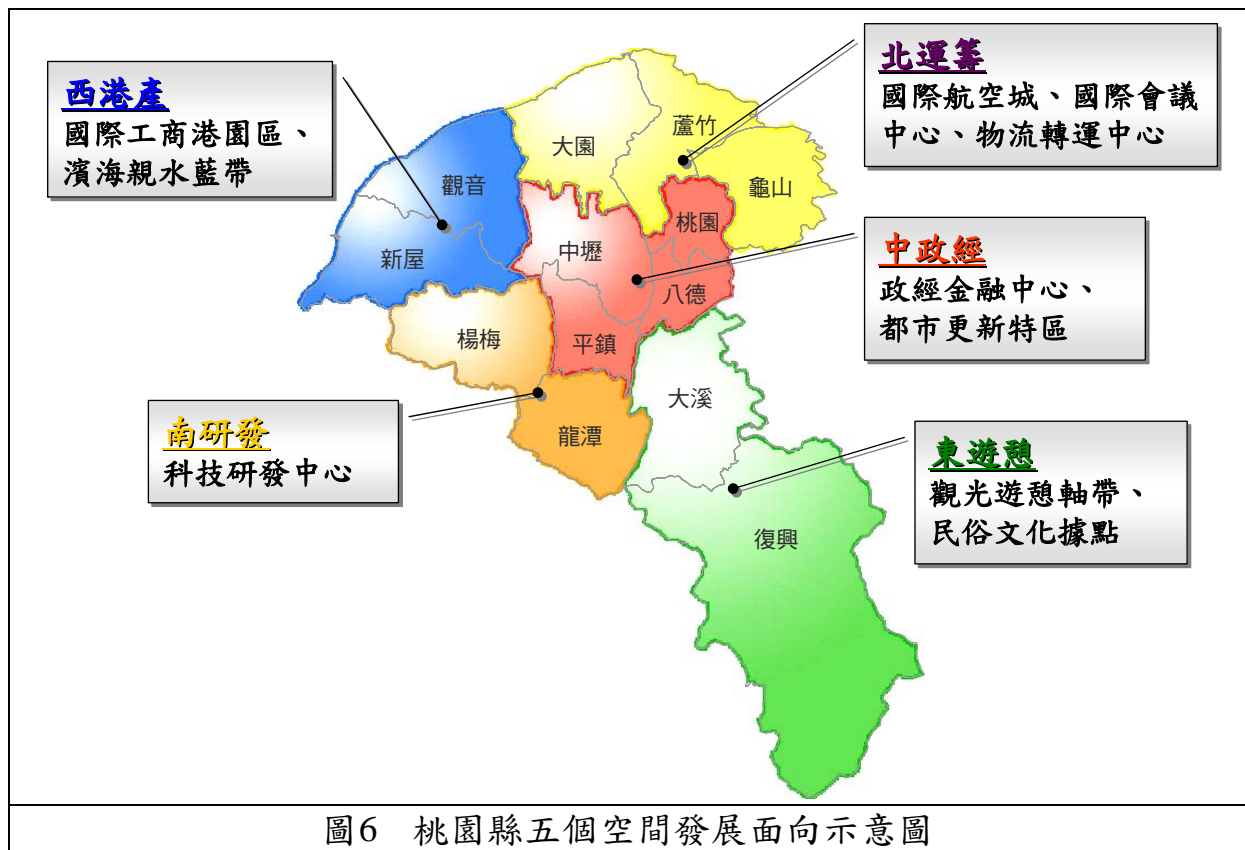 西港產
國際工商港園區、
濱海親水藍帶
北運籌
國際航空城、國際會議
中心、物流轉運中心
蘆竹
大園
龜山
觀音
桃園
中壢
新屋
八德
中政經
政經金融中心、
都市更新特區
楊梅
平鎮
大溪
南研發
科技研發中心
龍潭
東遊憩
觀光遊憩軸帶、
民俗文化據點
復興
圖6 桃園縣五個空間發展面向示意圖